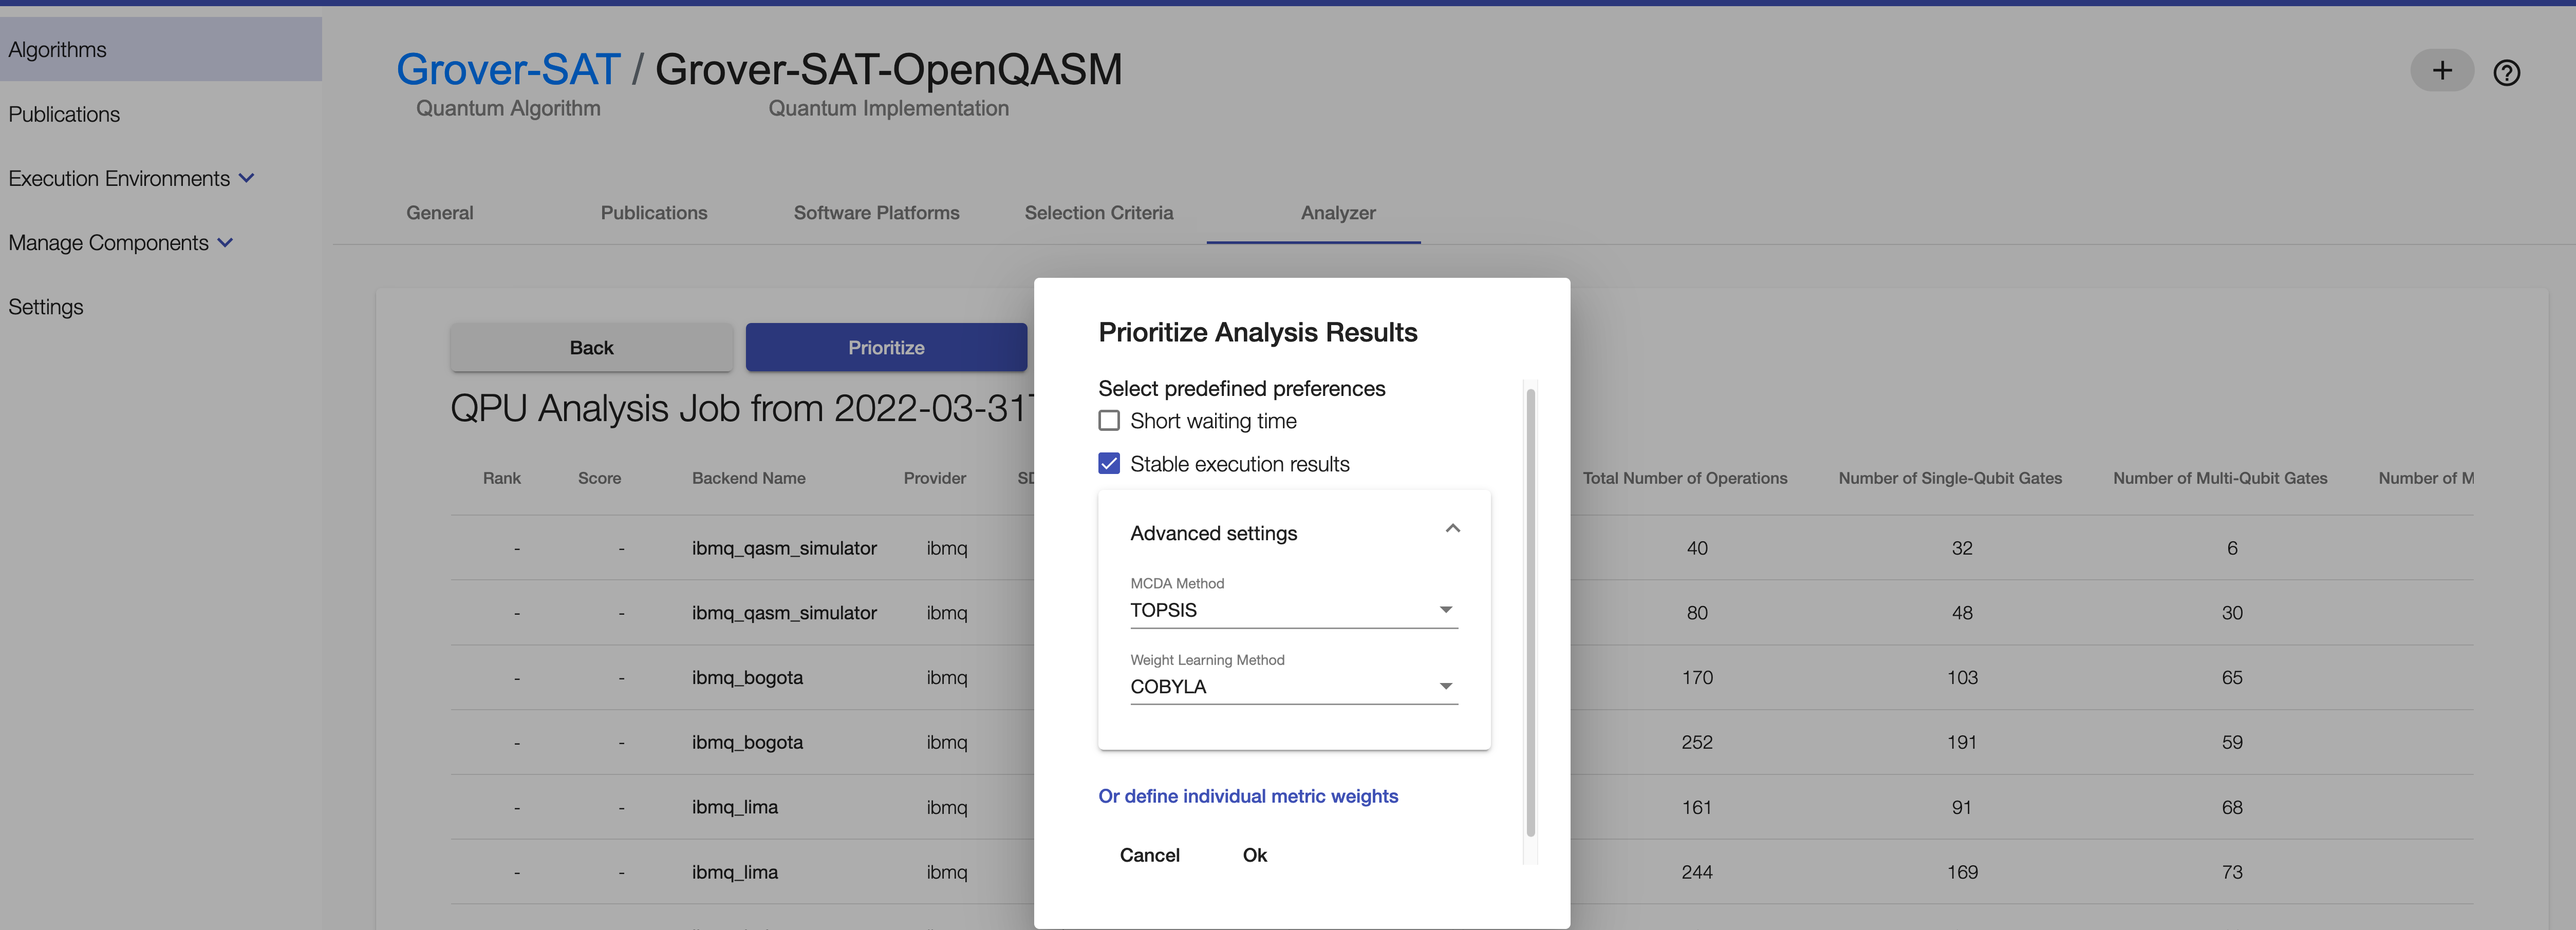 Algorithms
Publications
Execution Environments
Manage Components
Settings
Grover-SAT / Grover-SAT-OpenQASM
Quantum Algorithm Quantum Implementation
General Publications Software Platforms Selection Criteria Analyzer
Back Prioritize
QPU Analysis Job from 2022-03-31
Rank Score Backend Name Provider Total Number of Operations Number of Single-Qubit Gates Number of Multi-Qubit Gates Number of M
- - ibmq_qasm_simulator ibmq 40 32 6
- - ibmq_qasm_simulator ibmq 80 48 30
- - ibmq_bogota ibmq 170 103 65
- - ibmq_bogota ibmq 252 191 59
- - ibmq_lima ibmq 161 91 68
- - ibmq_lima ibmq 244 169 73
Prioritize Analysis Results
Select predefined preferences
Short waiting time
Stable execution results
Advanced settings
MCDA Method
TOPSIS
Weight Learning Method
COBYLA
Or define individual metric weights
Cancel Ok